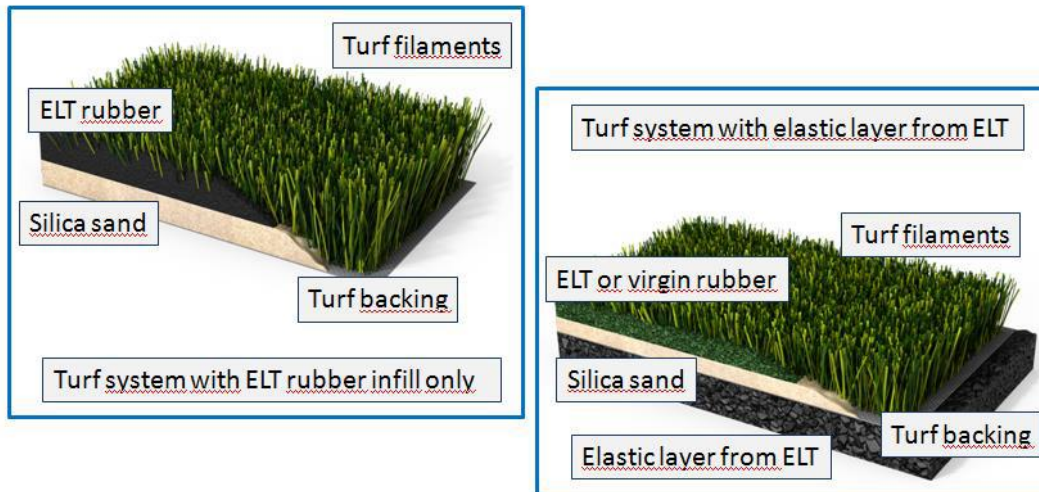 Turf filaments
ELT rubber
Silica sand
Turf backing
Turf system with ELT rubber infill only
Turf system with elastic layer from ELT
Turf filaments
ELT or virgin rubber
Silica sand
Turf backing
Elastic layer from ELT